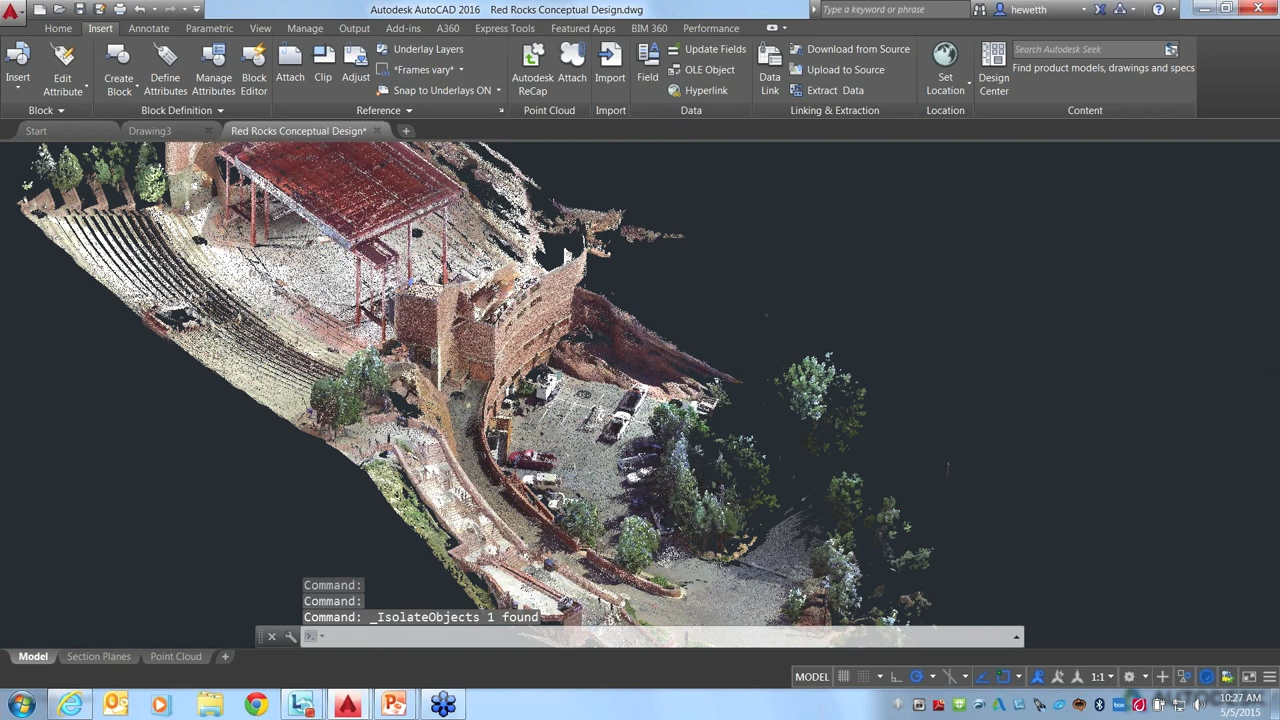 Autodesk AutoCAD 2016 Red Rocks Conceptual Design.dwg
Type a keyword or phrase
hewetth
Home Insert Annotate Parametric View Manage Output Add-ins A360 Express Tools Featured Apps BIM 360 Performance
Insert
Edit Attribute
Create Block
Define Attributes
Manage Attributes
Block Editor
Attach
Clip
Adjust
Underlay Layers
*Frames vary*
Snap to Underlays ON
Autodesk ReCap
Attach
Import
Field
Update Fields
OLE Object
Hyperlink
Data Link
Download from Source
Upload to Source
Extract Data
Set Location
Design Center
Search Autodesk Seek
Find product models, drawings and specs
Block Block Definition Reference Point Cloud Import Data Linking & Extraction Location Content
Start Drawing3 Red Rocks Conceptual Design*
Command:
Command:
Command: _IsolateObjects 1 found
Model Section Planes Point Cloud
MODEL 1:1
10:27 AM
5/5/2015